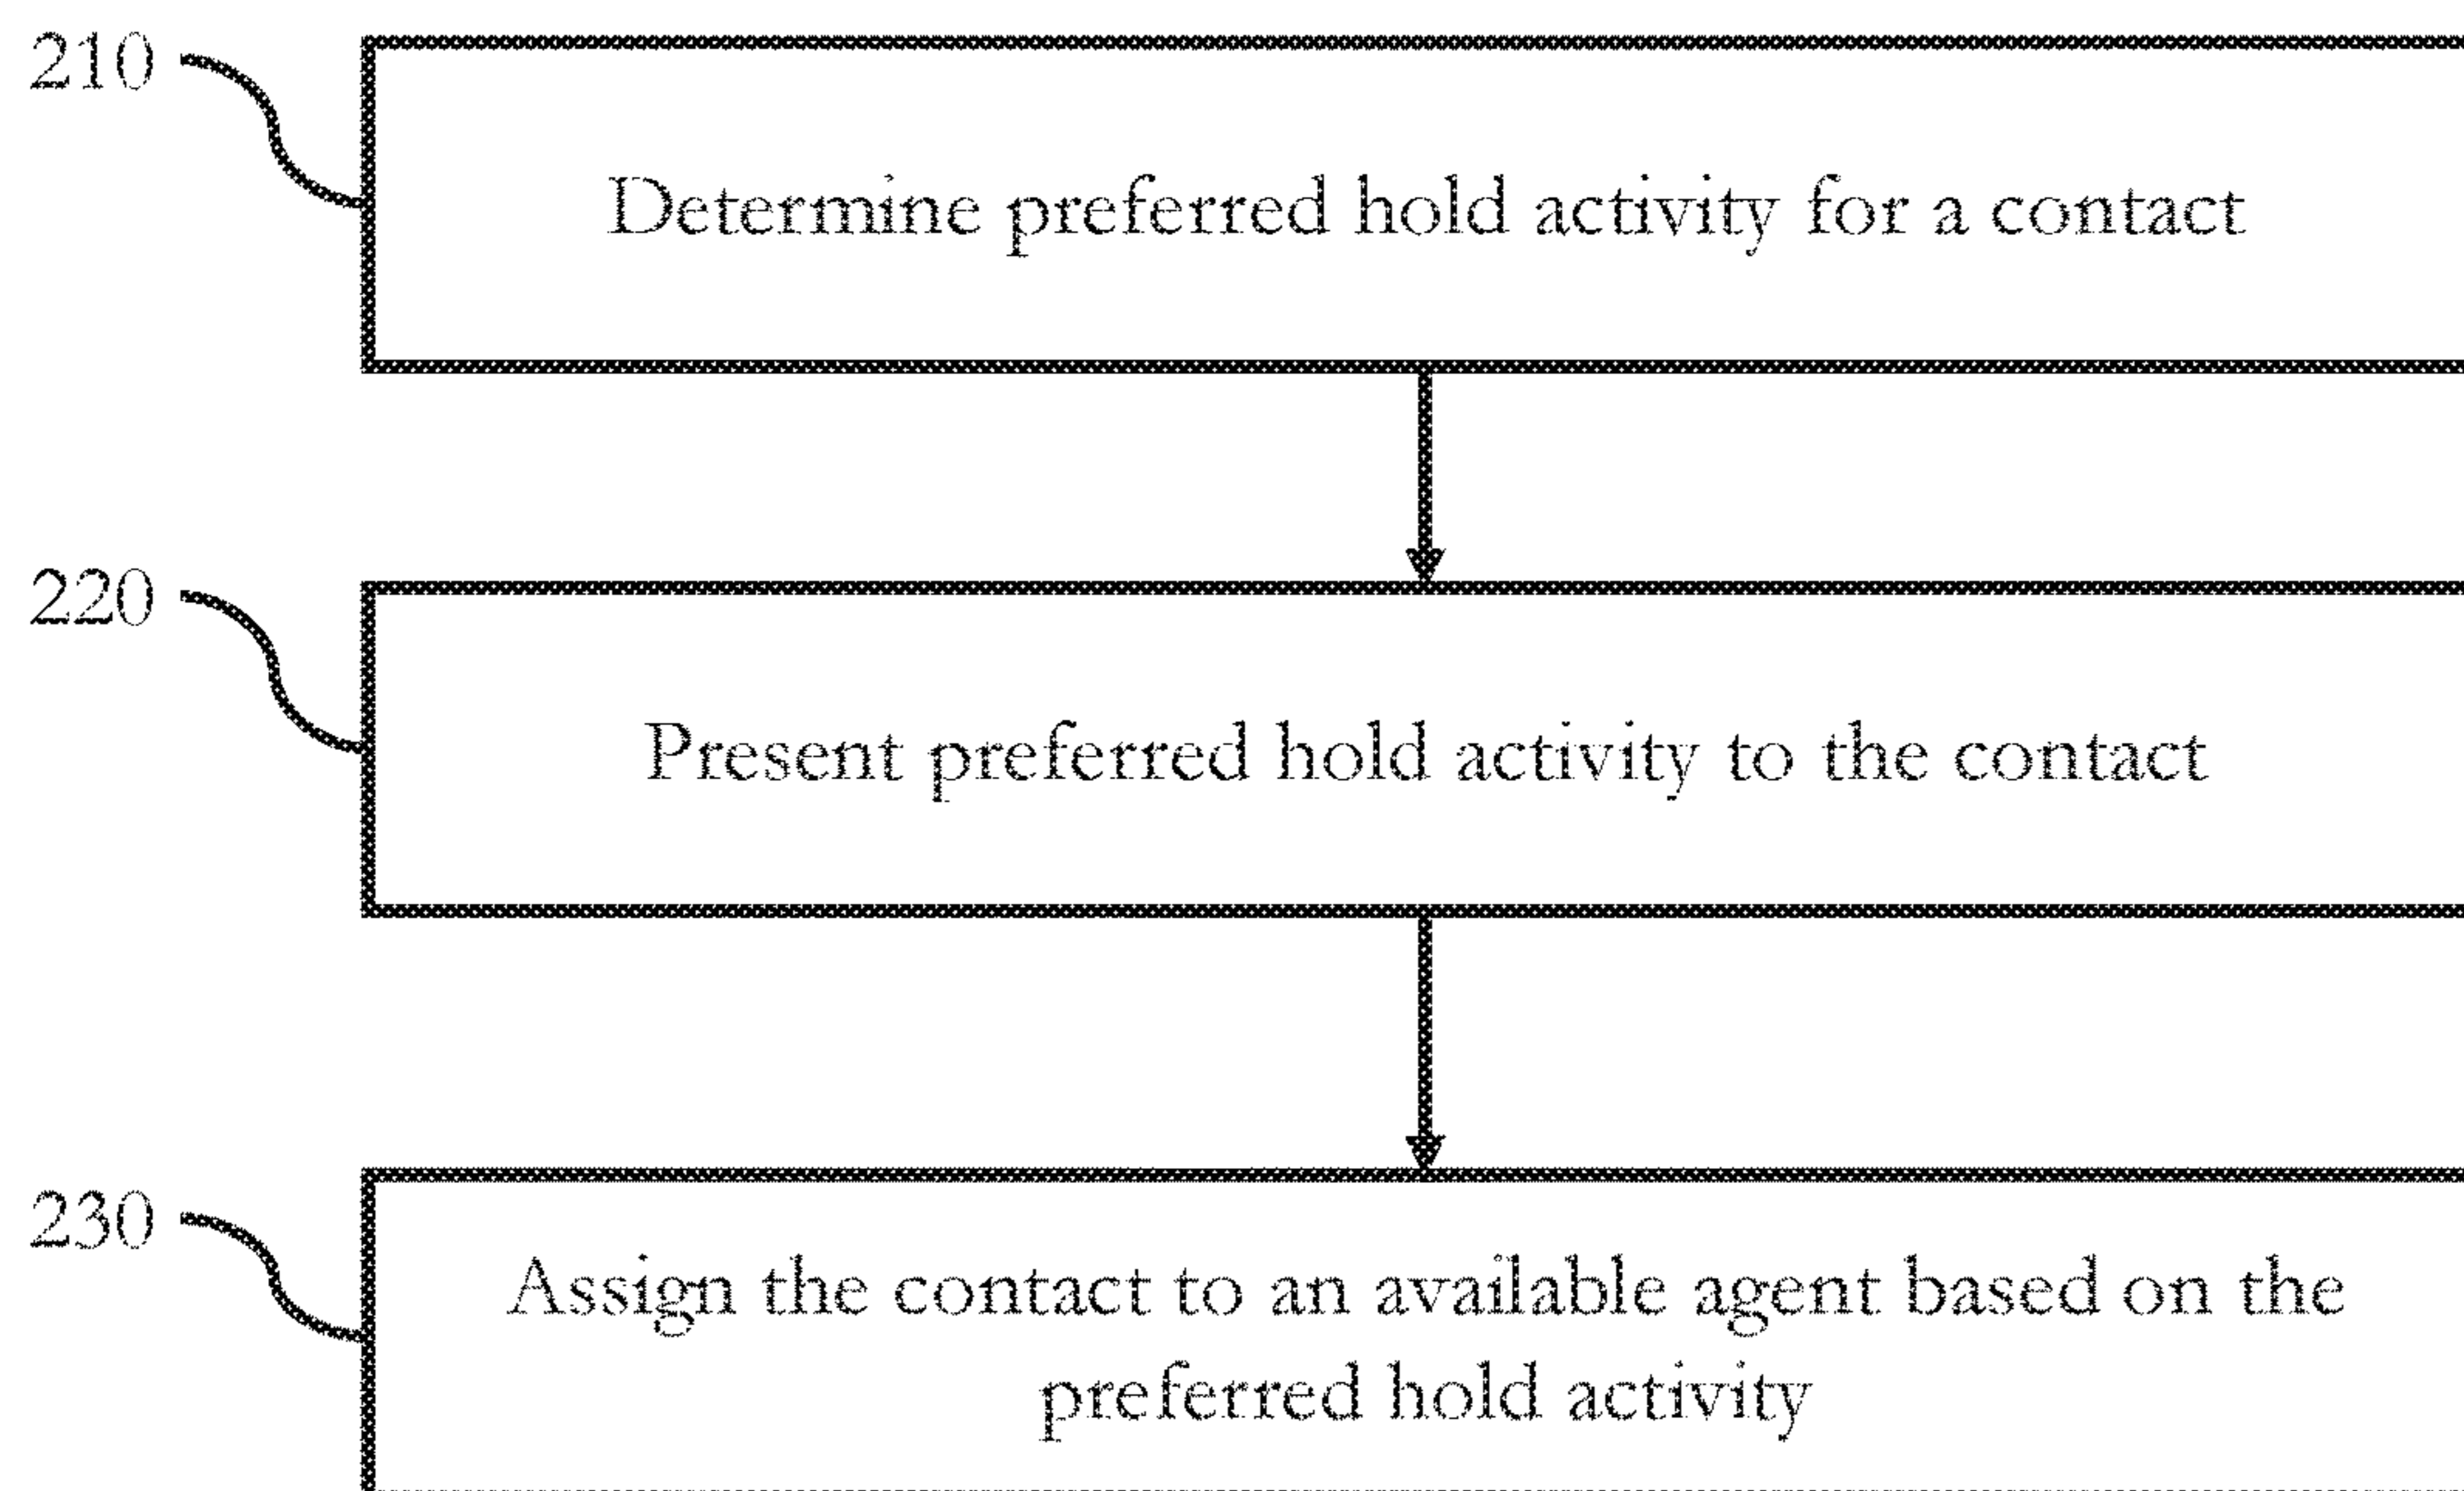 210
Determine preferred hold activity for a contact
220
Present preferred hold activity to the contact
230
Assign the contact to an available agent based on the
preferred hold activity